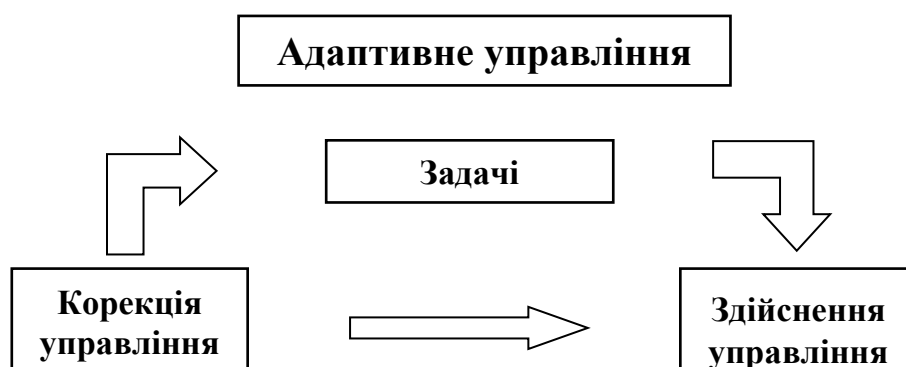 Адаптивне управління
Задачі
Корекція
управління
Здійснення
управління